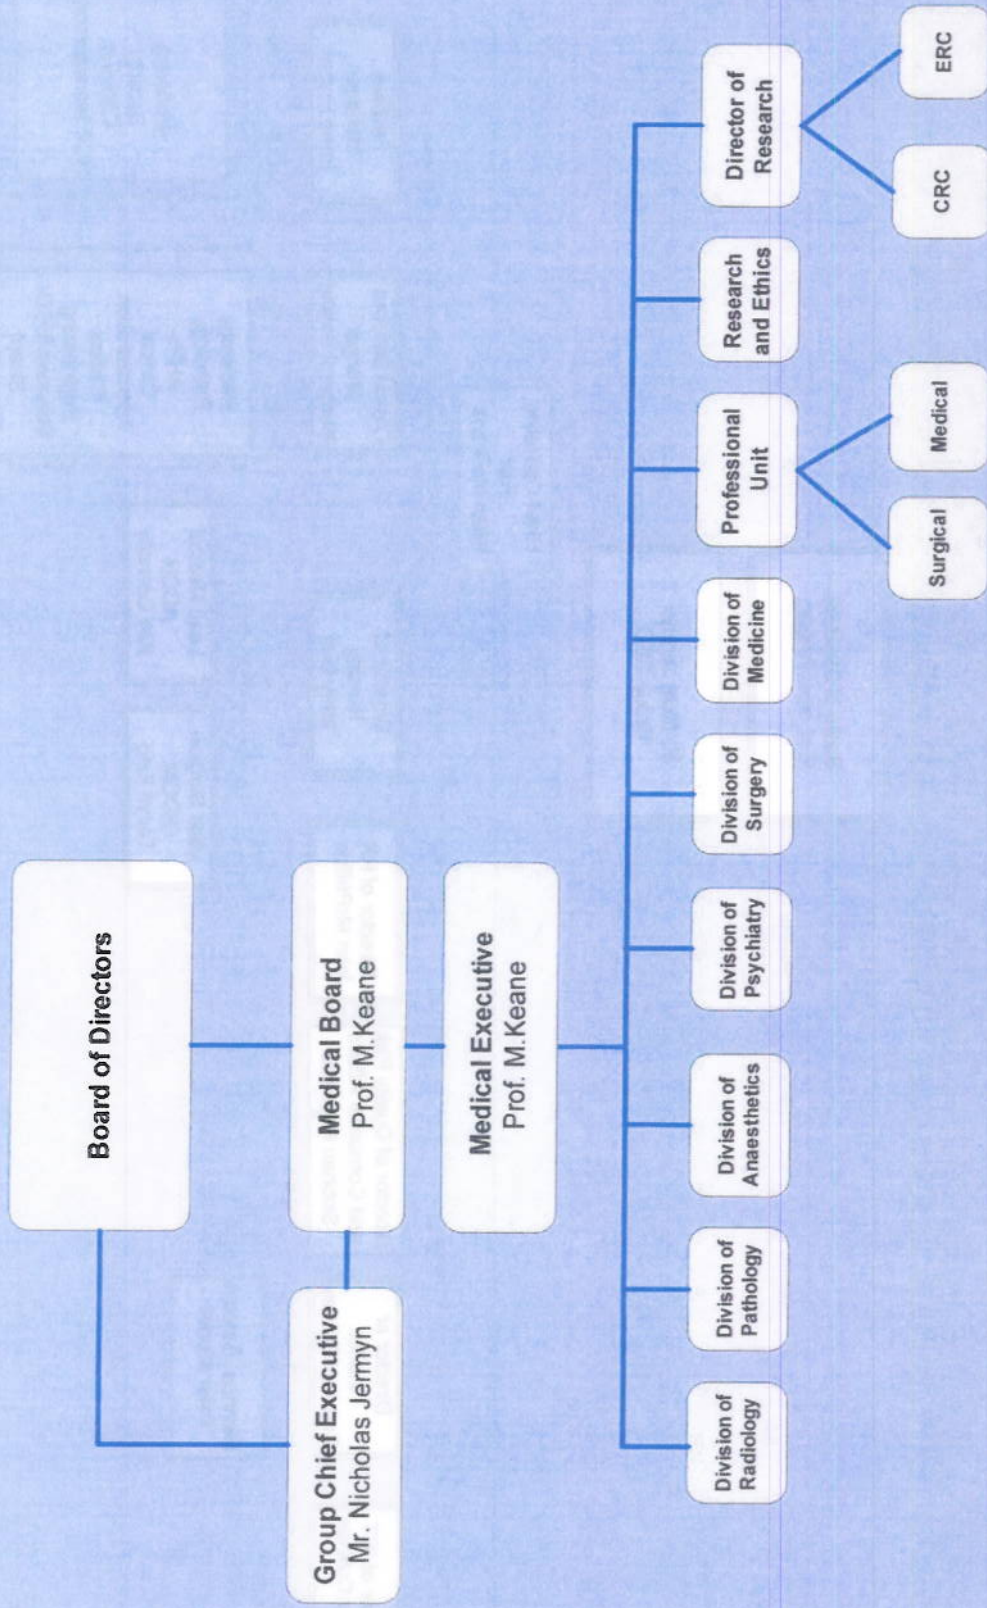 Board of Directors
Group Chief Executive
Mr. Nicholas Jermyn
Medical Board
Prof. M.Keane
Medical Executive
Prof. M.Keane
Division of
Radiology
Division of
Pathology
Division of
Anaesthetics
Division of
Psychiatry
Division of
Surgery
Division of
Medicine
Professional
Unit
Research
and Ethics
Director of
Research
Surgical
Medical
CRC
ERC